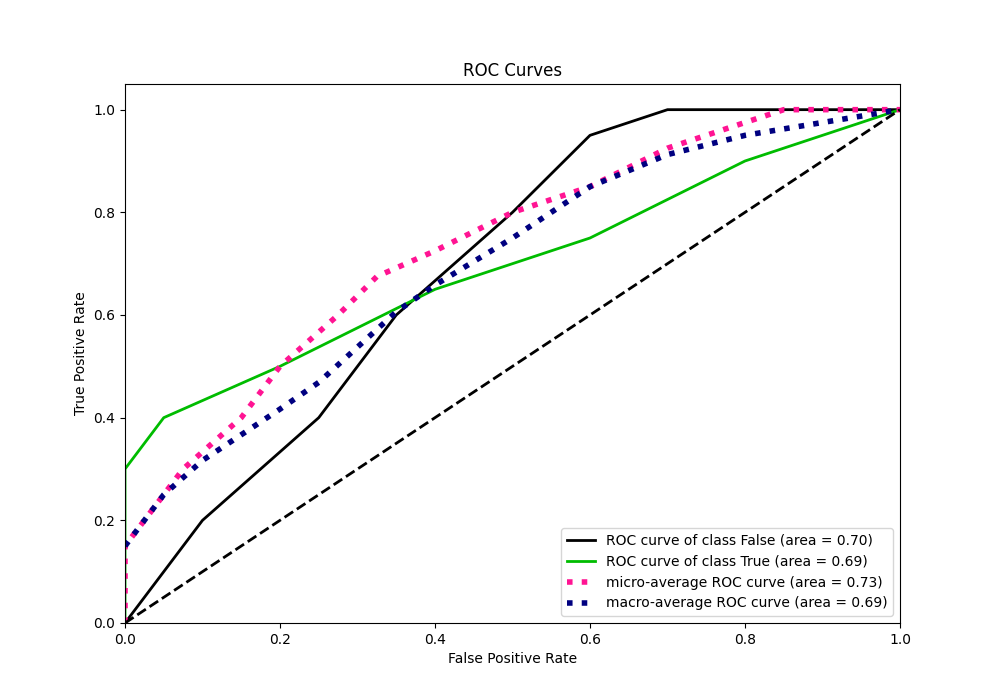 ROC Curves
True Positive Rate
1.0
0.8
0.6
0.4
0.2
0.0
0.0 0.2 0.4 0.6 0.8 1.0
False Positive Rate
ROC curve of class False (area = 0.70)
ROC curve of class True (area = 0.69)
micro-average ROC curve (area = 0.73)
macro-average ROC curve (area = 0.69)